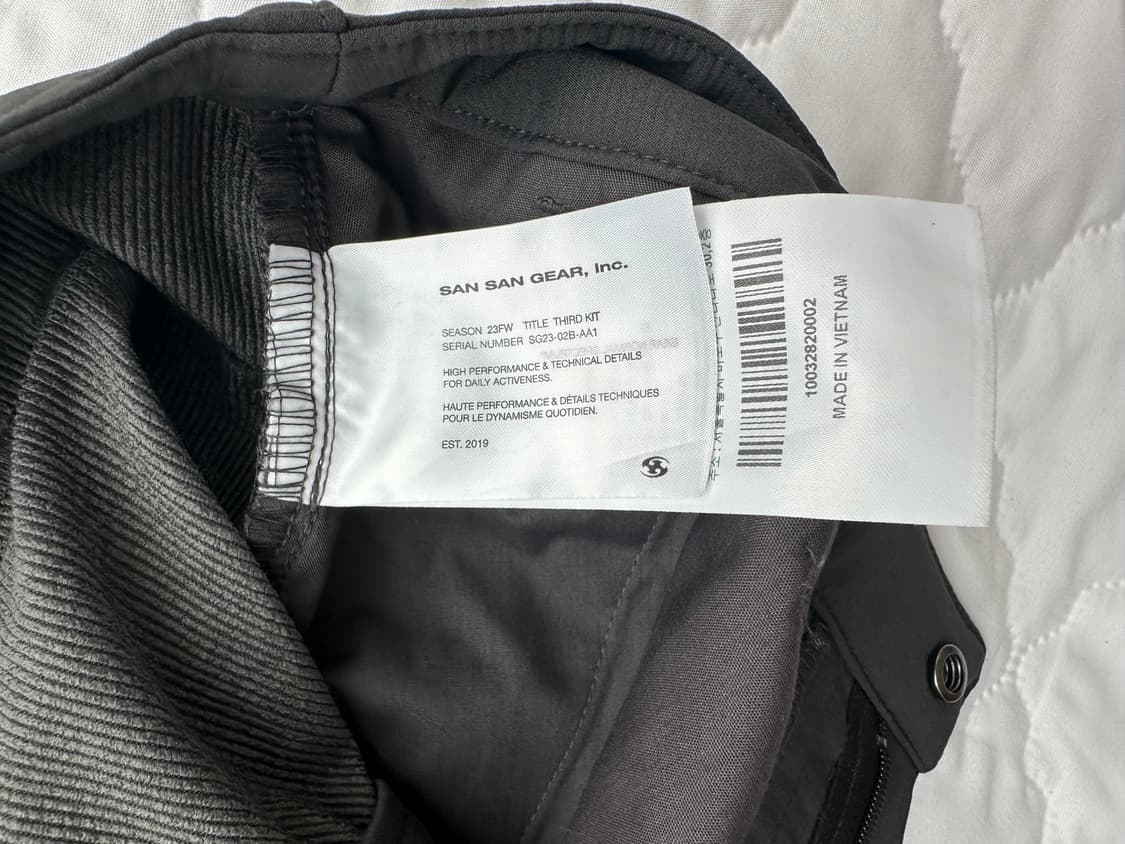 SAN SAN GEAR, Inc.
SEASON 23FW TITLE THIRD KIT
SERIAL NUMBER SG23-02B-AA1
HIGH PERFORMANCE & TECHNICAL DETAILS
FOR DAILY ACTIVENESS.
HAUTE PERFORMANCE & DÉTAILS TECHNIQUES
POUR LE DYNAMISME QUOTIDIEN.
EST. 2019
10032820002
MADE IN VIETNAM